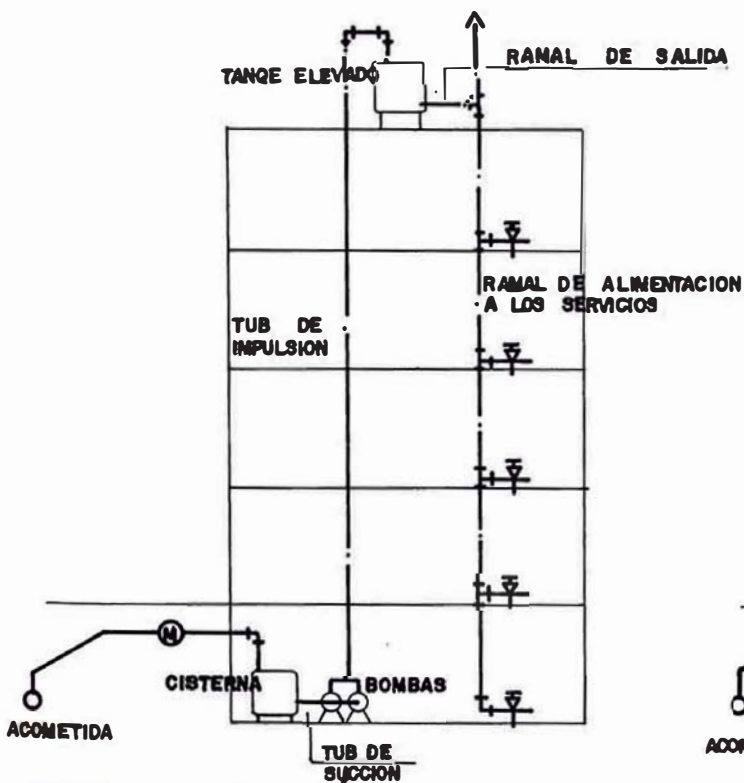 RAMAL DE SALIDA
TANQE ELEVADO
RAMAL DE ALIMENTACION
A LOS SERVICIOS
TUB DE
IMPULSION
M
CISTERNA
BOMBAS
ACOMETIDA
TUB DE
SUCCION
ACOM